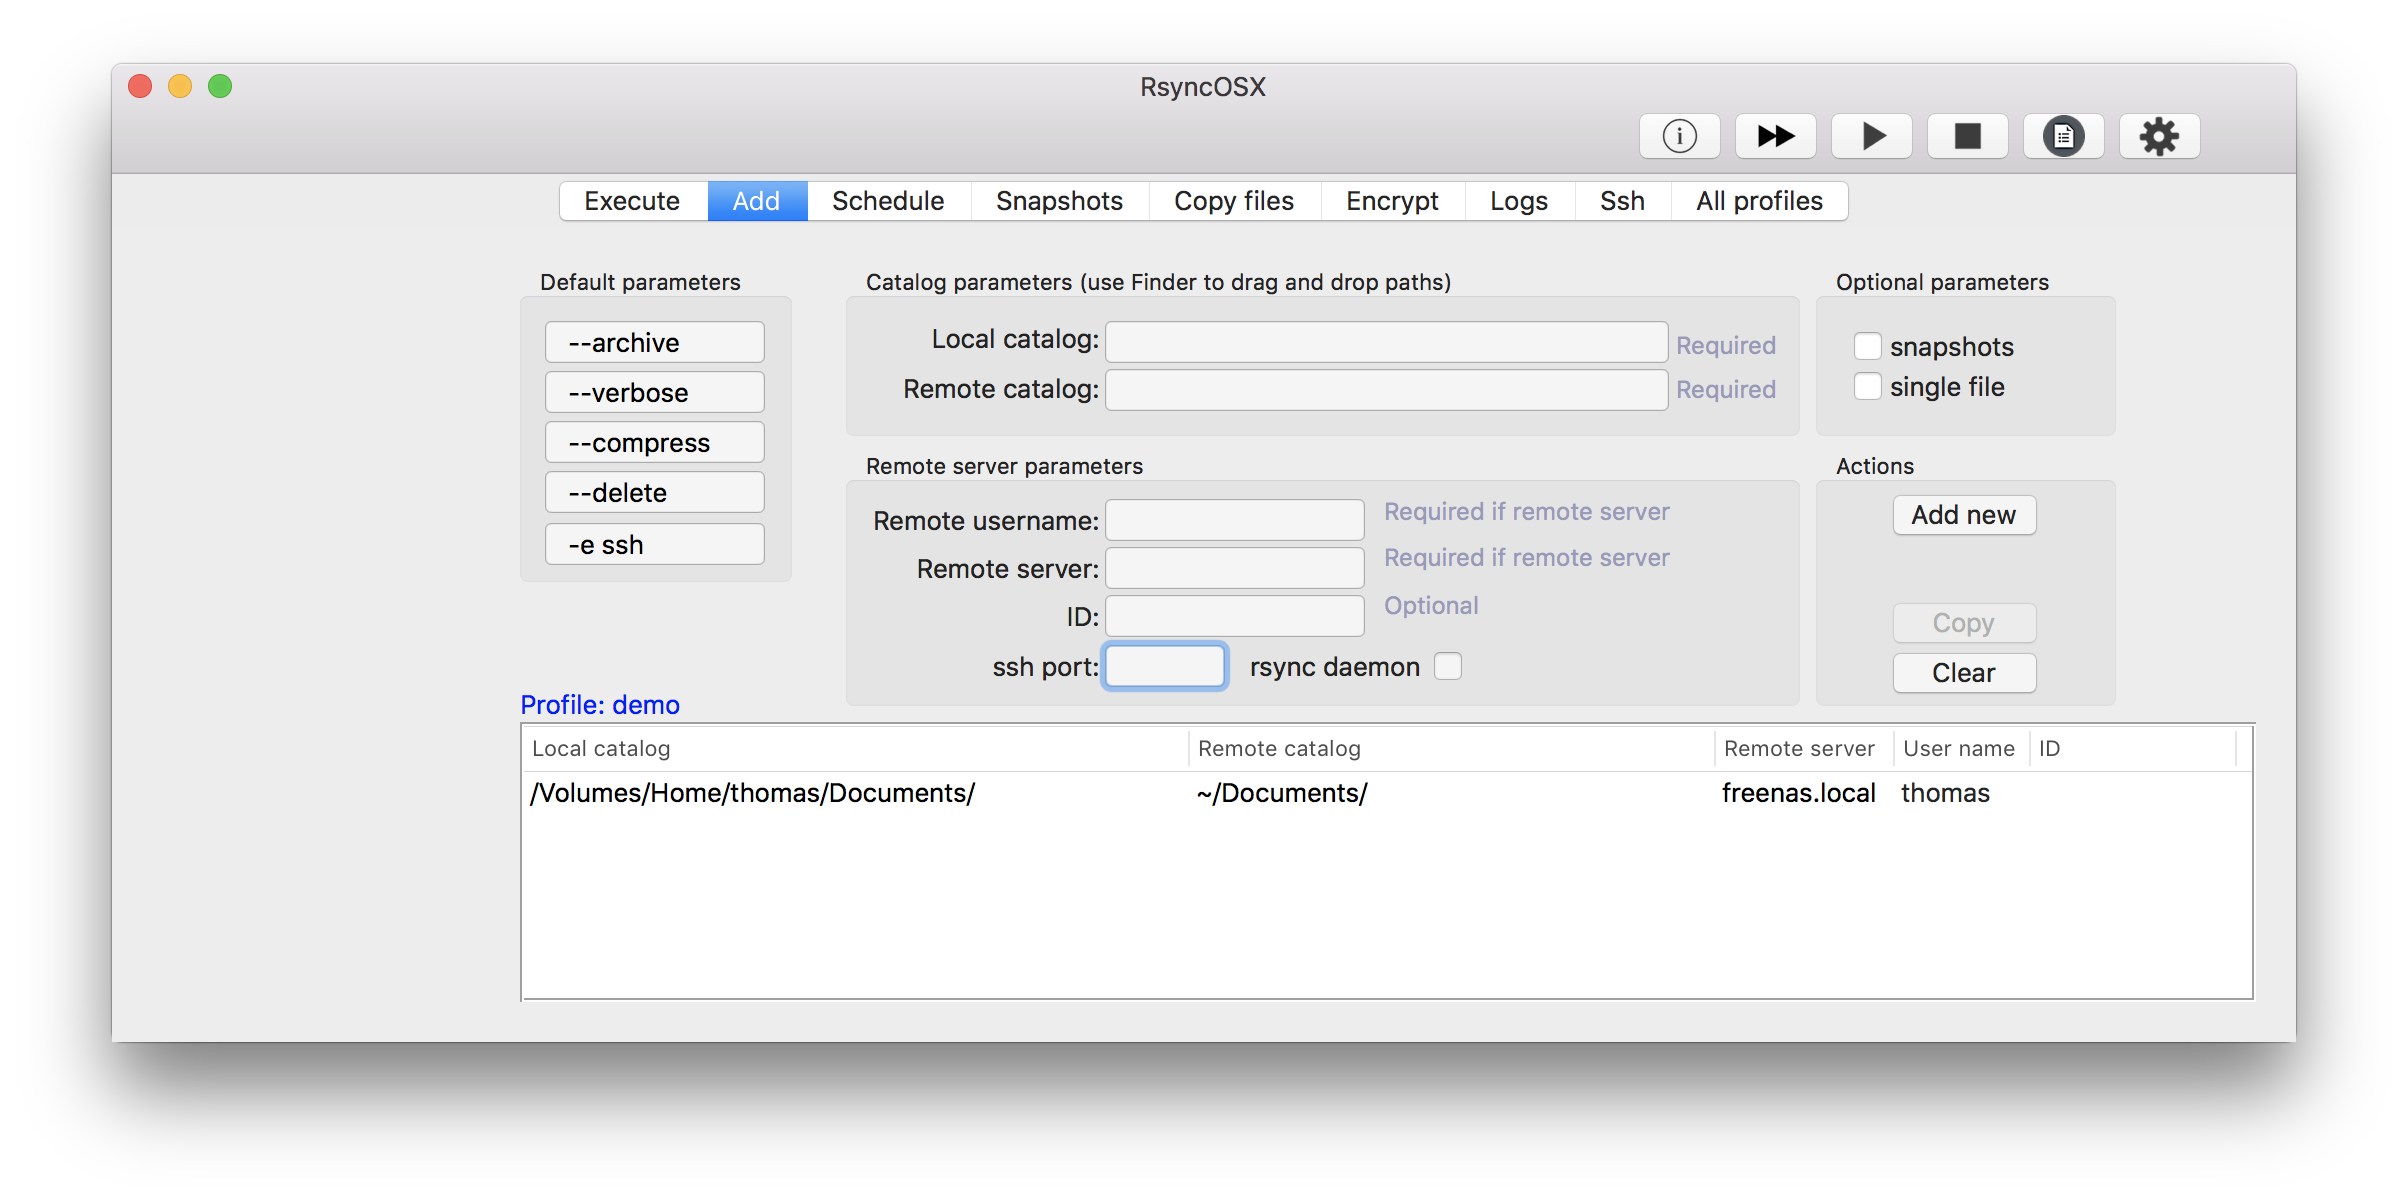 RsyncOSX
Execute Add Schedule Snapshots Copy files Encrypt Logs Ssh All profiles
Default parameters
--archive
--verbose
--compress
--delete
-e ssh
Catalog parameters (use Finder to drag and drop paths)
Local catalog: Required
Remote catalog: Required
Optional parameters
snapshots
single file
Remote server parameters
Remote username: Required if remote server
Remote server: Required if remote server
ID: Optional
ssh port: rsync daemon
Actions
Add new
Copy
Clear
Profile: demo
Local catalog Remote catalog Remote server User name ID
/Volumes/Home/thomas/Documents/ ~/Documents/ freenas.local thomas